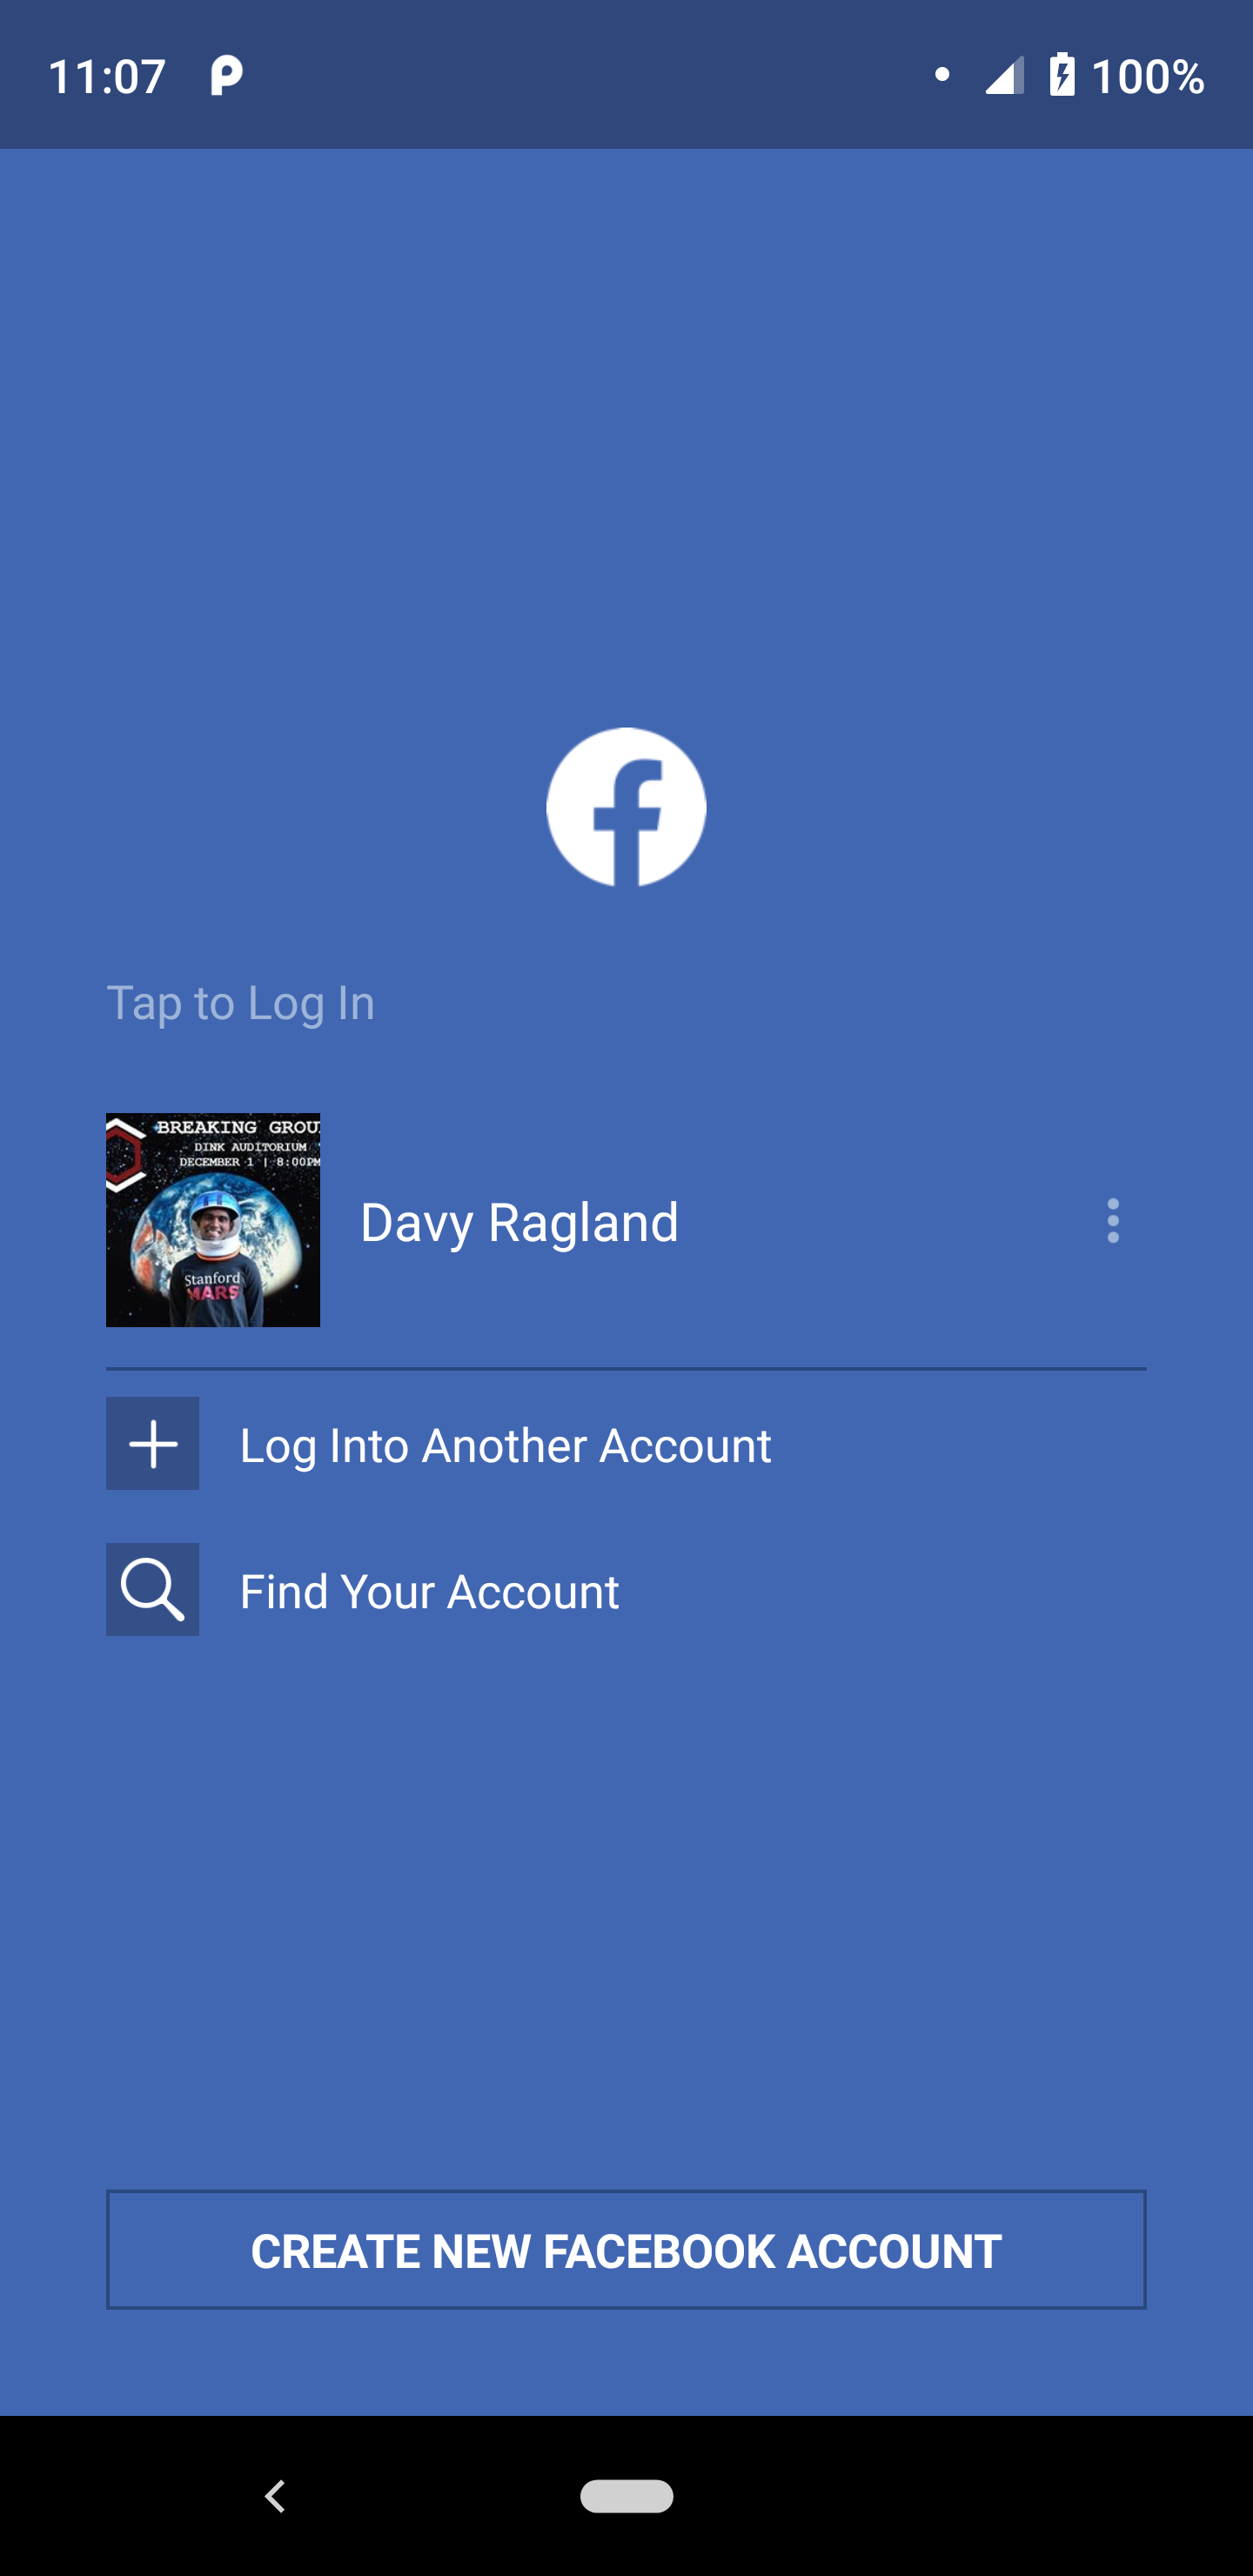 11:07 100%
Tap to Log In
BREAKING GROU
DINK AUDITORIUM
DECEMBER 1 | 8:00PM
Stanford
MARS
Davy Ragland
Log Into Another Account
Find Your Account
CREATE NEW FACEBOOK ACCOUNT